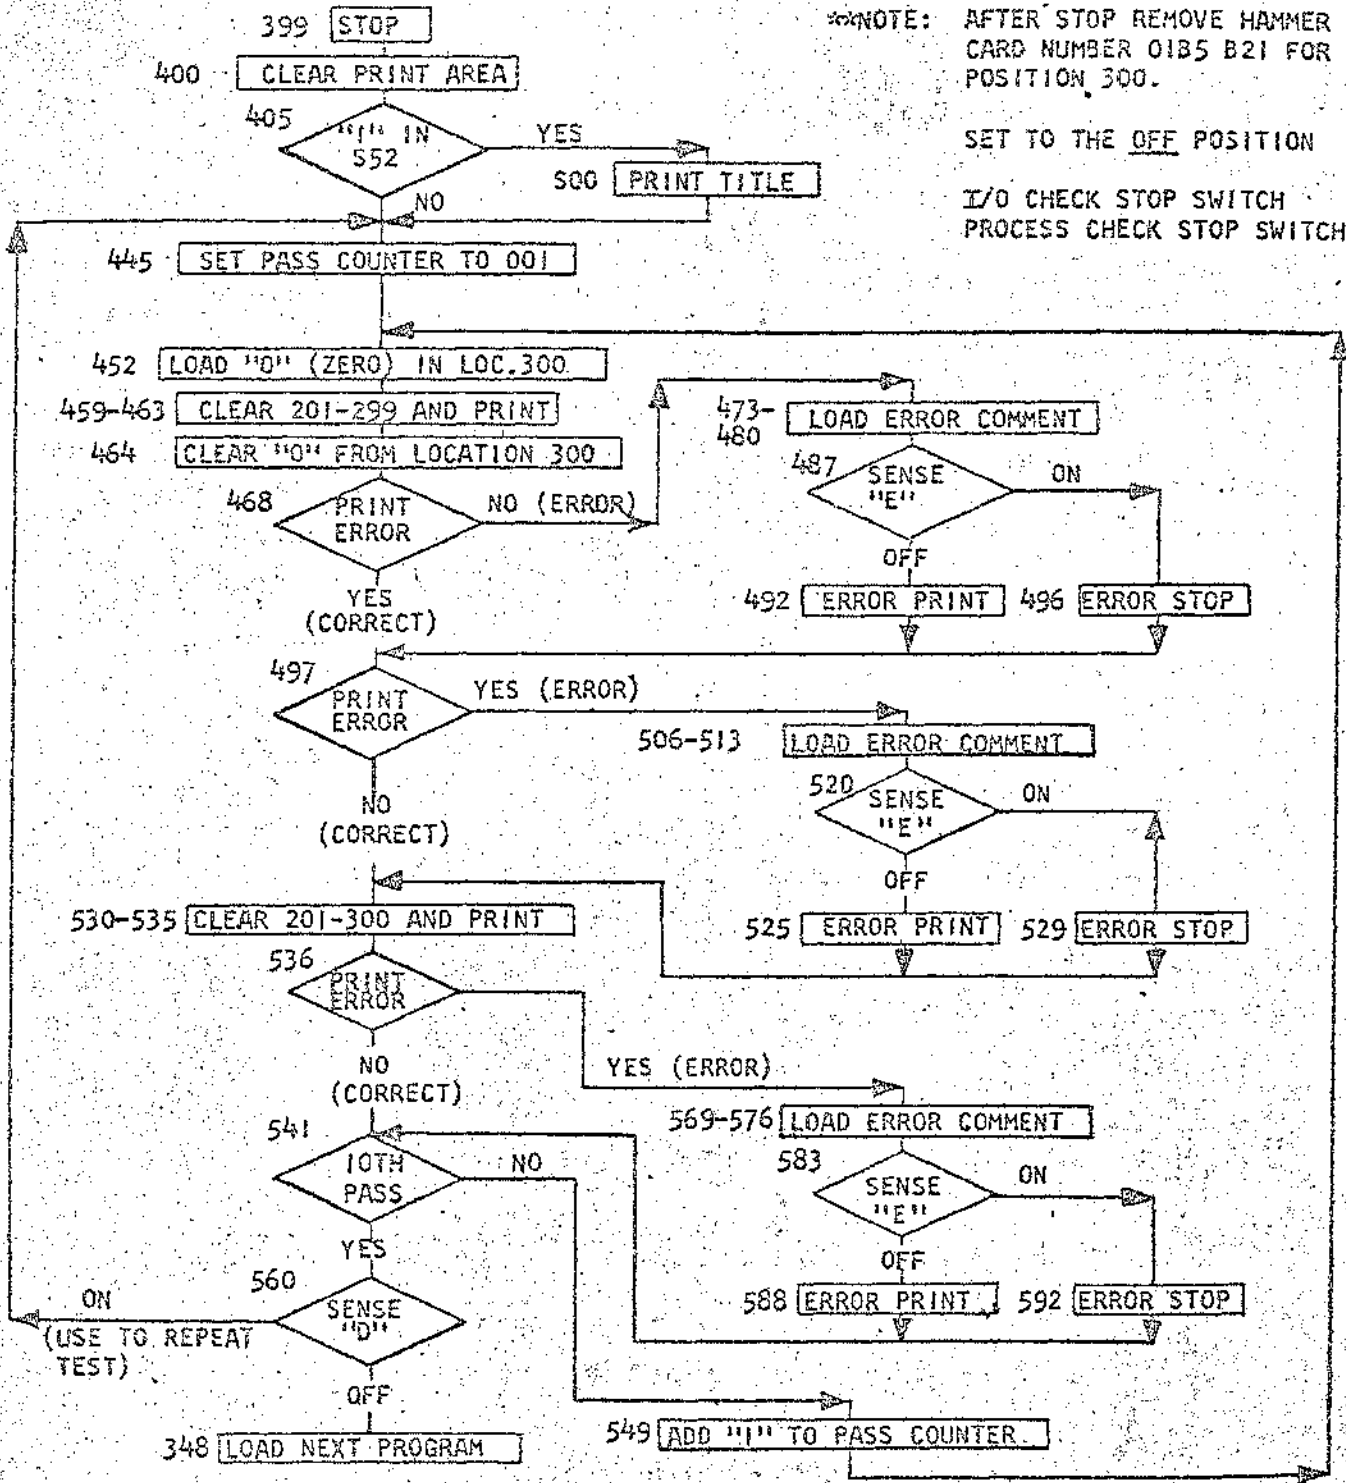 399 STOP
**NOTE: AFTER STOP REMOVE HAMMER
CARD NUMBER 01B5 B21 FOR
POSITION 300.
SET TO THE OFF POSITION
I/O CHECK STOP SWITCH
PROCESS CHECK STOP SWITCH
400 CLEAR PRINT AREA
405 "1" IN
S52
YES
S00 PRINT TITLE
NO
445 SET PASS COUNTER TO 001
452 LOAD "0" (ZERO) IN LOC.300
459-463 CLEAR 201-299 AND PRINT
464 CLEAR "0" FROM LOCATION 300
468 PRINT
ERROR
NO (ERROR)
473-
480
LOAD ERROR COMMENT
487 SENSE
"E"
ON
OFF
492 ERROR PRINT
496 ERROR STOP
YES
(CORRECT)
497 PRINT
ERROR
YES (ERROR)
506-513 LOAD ERROR COMMENT
520 SENSE
"E"
ON
OFF
525 ERROR PRINT
529 ERROR STOP
NO
(CORRECT)
530-535 CLEAR 201-300 AND PRINT
536 PRINT
ERROR
NO
(CORRECT)
YES (ERROR)
569-576 LOAD ERROR COMMENT
583 SENSE
"E"
ON
OFF
588 ERROR PRINT
592 ERROR STOP
541 10TH
PASS
NO
YES
560 SENSE
"D"
ON
(USE TO REPEAT
TEST)
OFF
348 LOAD NEXT PROGRAM
549 ADD "1" TO PASS COUNTER.